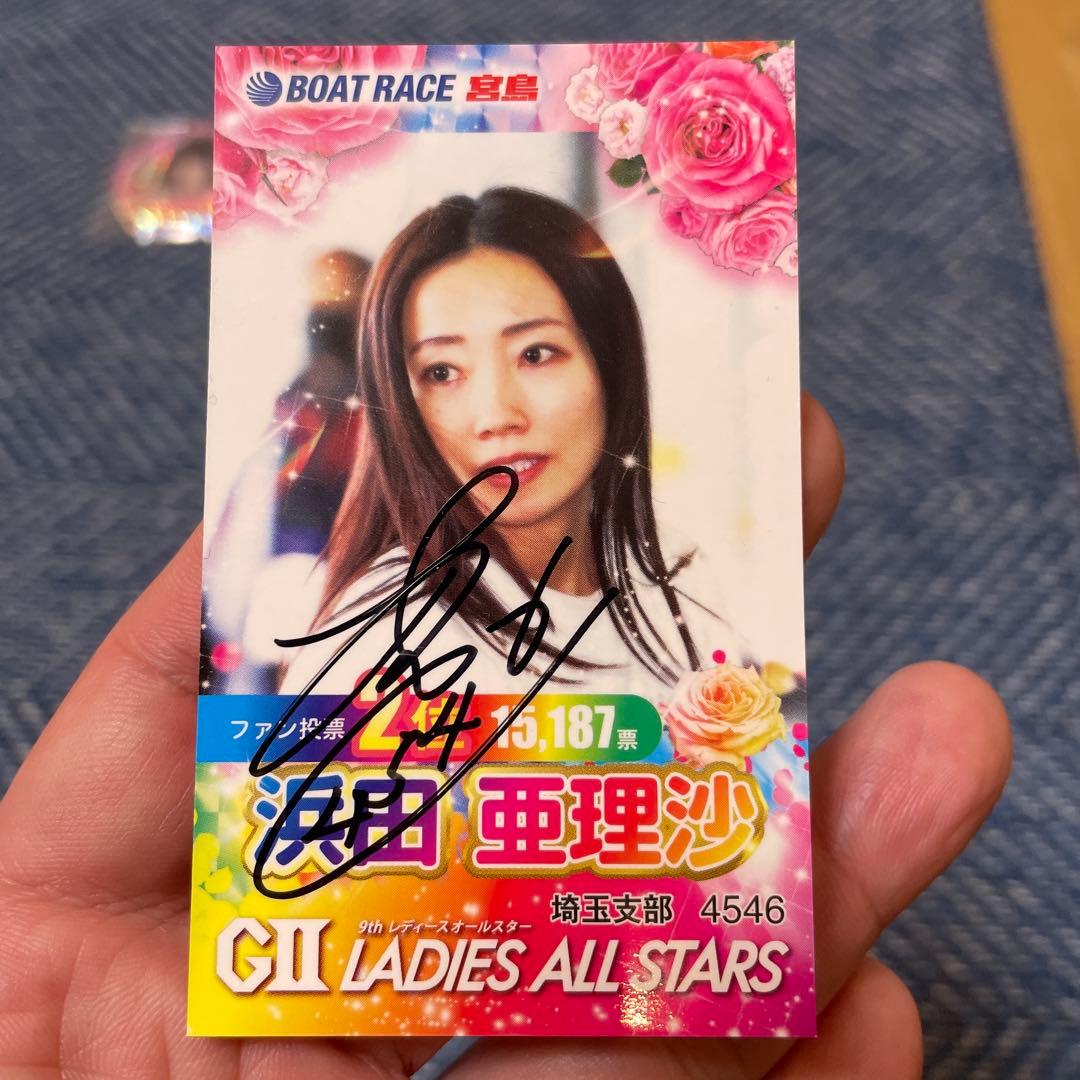 BOAT RACE 宮島
ファン投票 2位 15,187票
浜田 亜理沙
埼玉支部 4546
9th レディースオールスター
GII LADIES ALL STARS